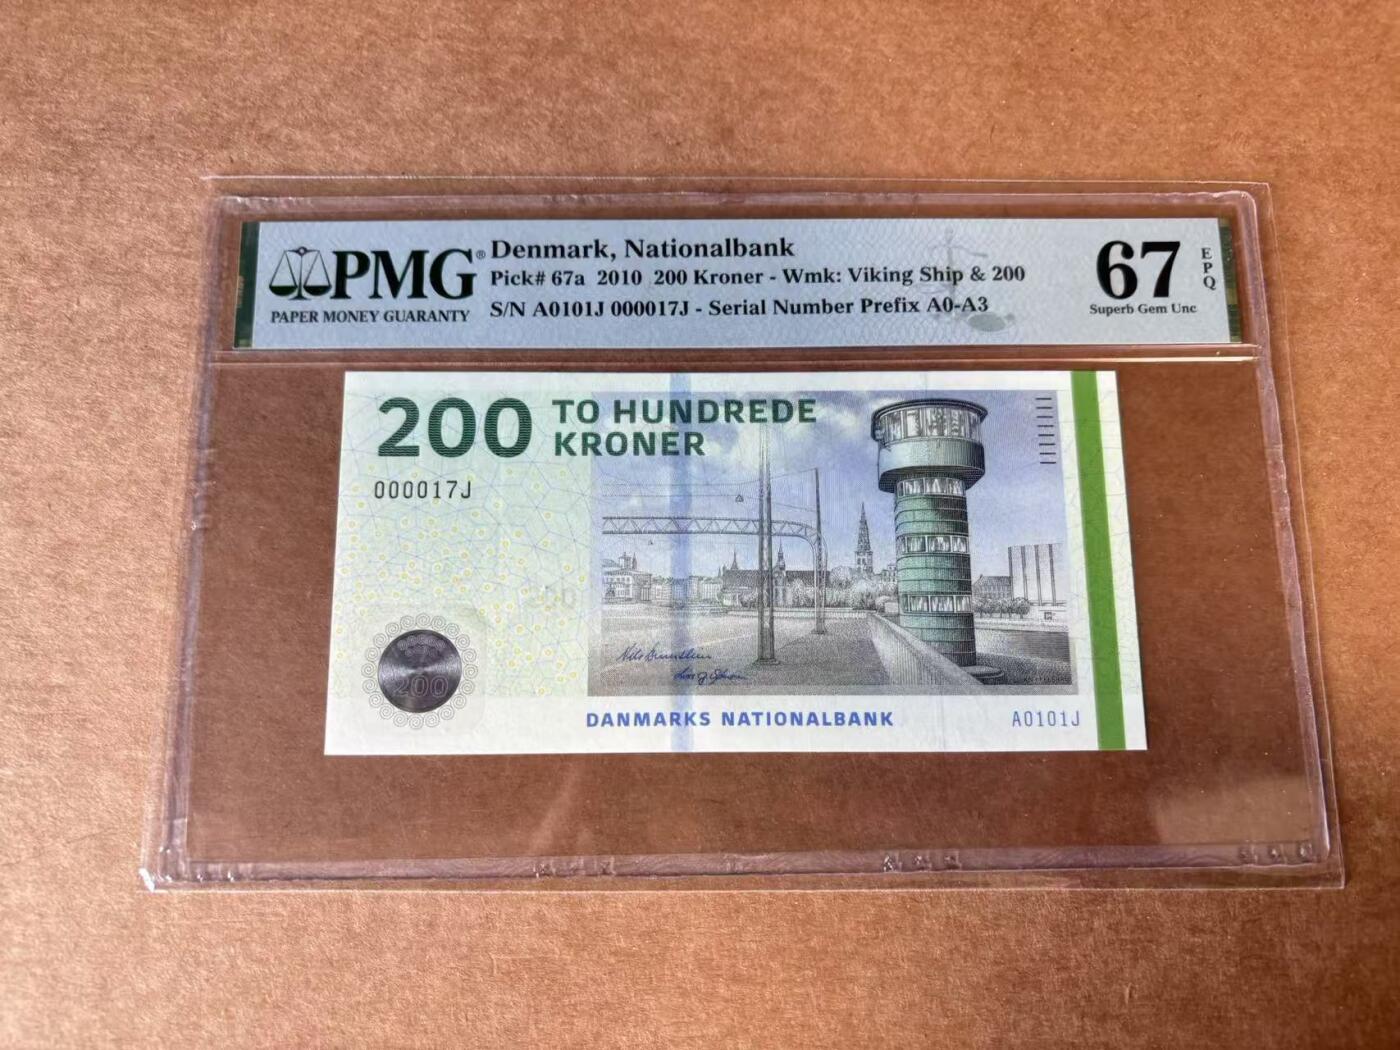 PMG®
PAPER MONEY GUARANTY
Denmark, Nationalbank
Pick# 67a 2010 200 Kroner - Wmk: Viking Ship & 200
S/N A0101J 000017J - Serial Number Prefix A0-A3
67
EPQ
Superb Gem Unc
200 TO HUNDREDE
KRONER
000017J
200
200
DANMARKS NATIONALBANK
A0101J